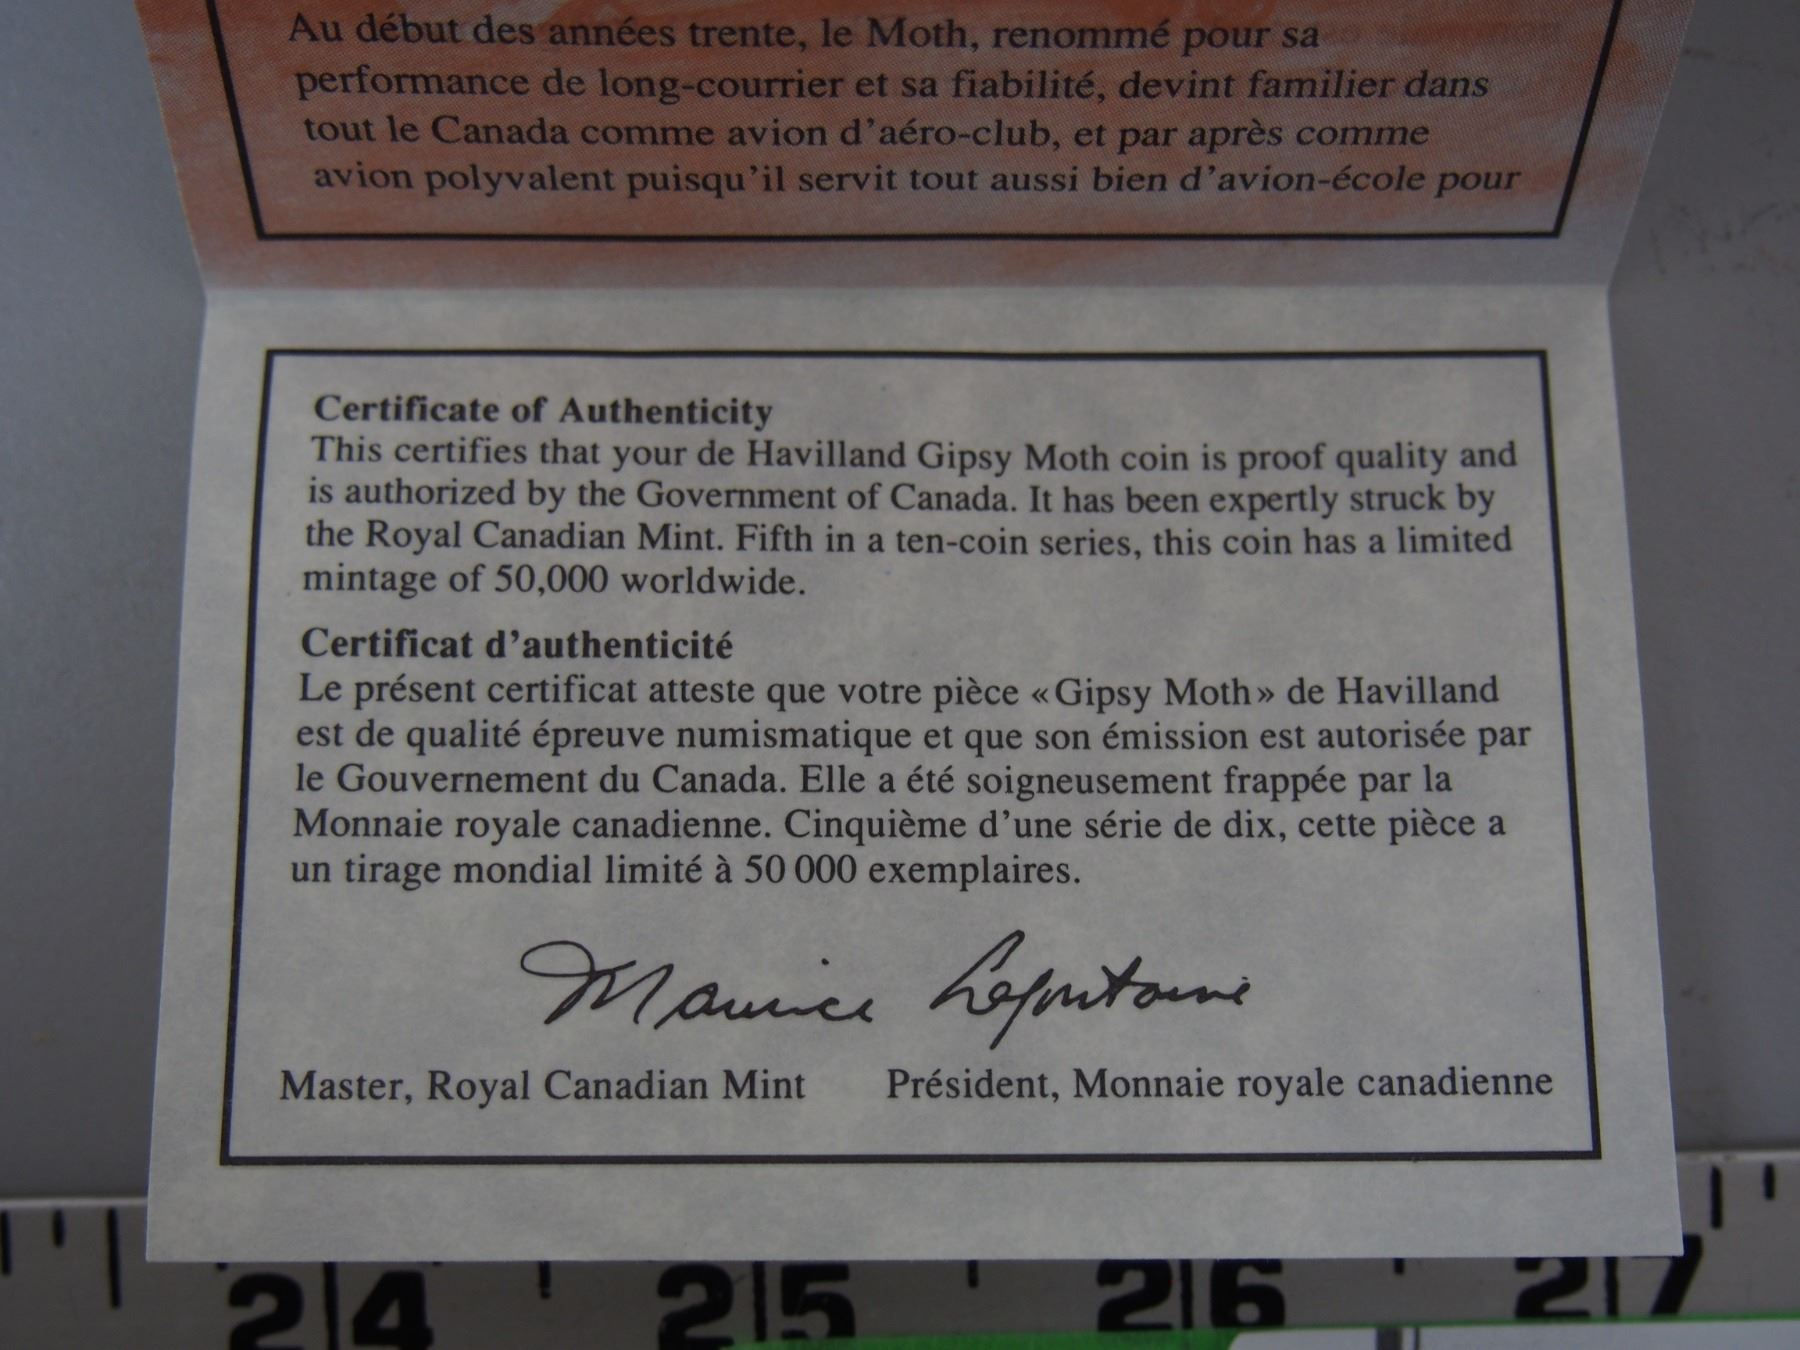 Au début des années trente, le Moth, renommé pour sa
performance de long-courrier et sa fiabilité, devint familier dans
tout le Canada comme avion d'aéro-club, et par après comme
avion polyvalent puisqu'il servit tout aussi bien d'avion-école pour
Certificate of Authenticity
This certifies that your de Havilland Gipsy Moth coin is proof quality and
is authorized by the Government of Canada. It has been expertly struck by
the Royal Canadian Mint. Fifth in a ten-coin series, this coin has a limited
mintage of 50,000 worldwide.
Certificat d'authenticité
Le présent certificat atteste que votre pièce «Gipsy Moth» de Havilland
est de qualité épreuve numismatique et que son émission est autorisée par
le Gouvernement du Canada. Elle a été soigneusement frappée par la
Monnaie royale canadienne. Cinquième d'une série de dix, cette pièce a
un tirage mondial limité à 50 000 exemplaires.
Maurice Lafontaine
Master, Royal Canadian Mint Président, Monnaie royale canadienne
24 25 26 27